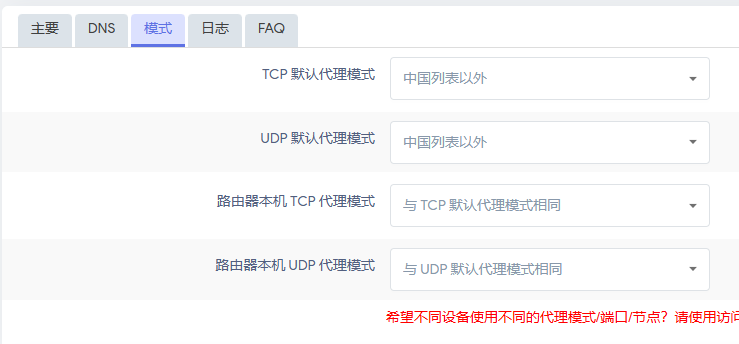 主要 DNS 模式 日志 FAQ
TCP 默认代理模式 中国列表以外
UDP 默认代理模式 中国列表以外
路由器本机 TCP 代理模式 与 TCP 默认代理模式相同
路由器本机 UDP 代理模式 与 UDP 默认代理模式相同
希望不同设备使用不同的代理模式/端口/节点？请使用访问